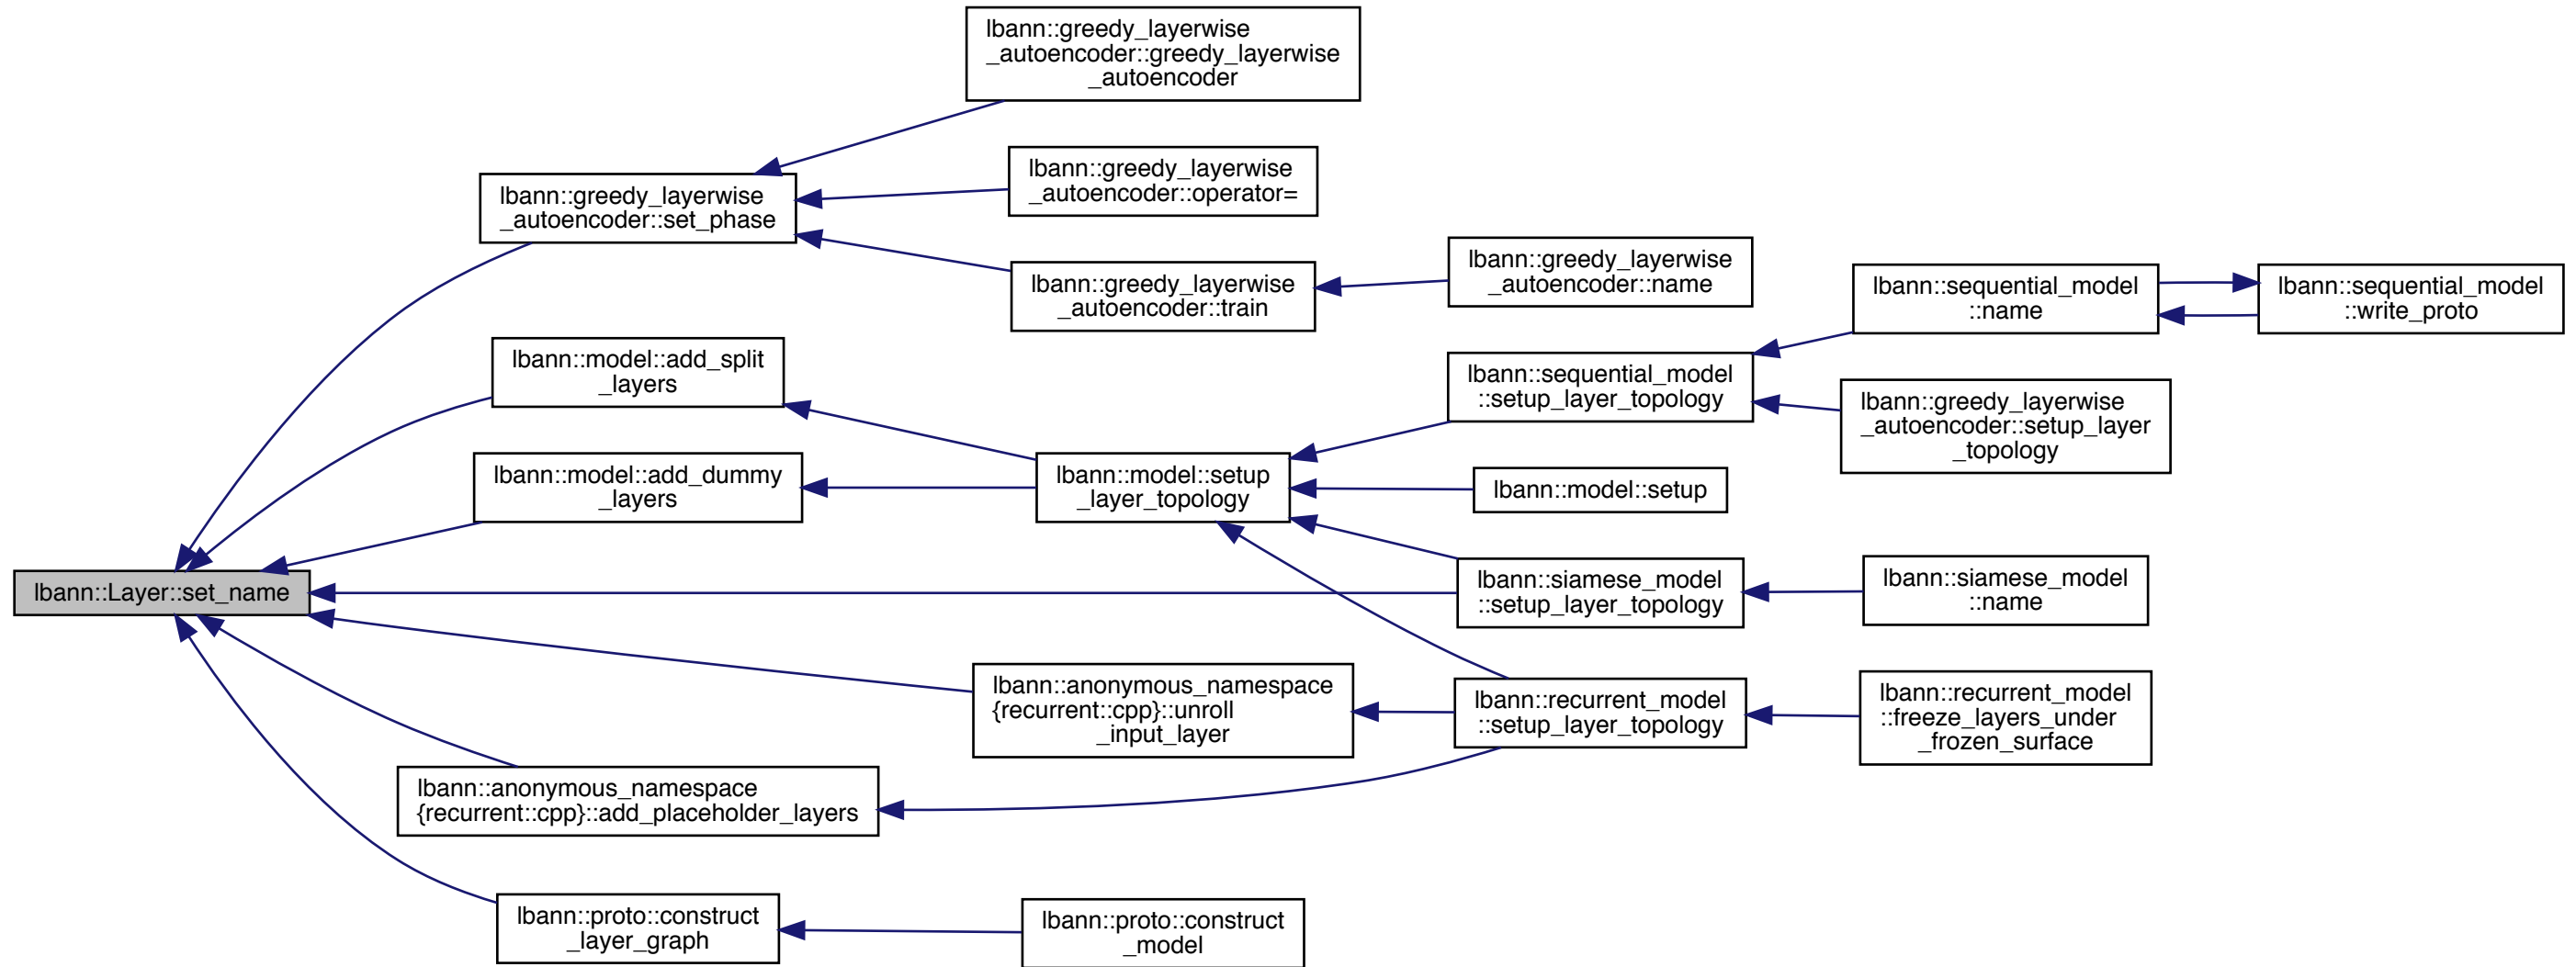 lbann::greedy_layerwise
_autoencoder::greedy_layerwise
_autoencoder
lbann::greedy_layerwise
_autoencoder::operator=
lbann::greedy_layerwise
_autoencoder::set_phase
lbann::greedy_layerwise
_autoencoder::train
lbann::greedy_layerwise
_autoencoder::name
lbann::sequential_model
::name
lbann::sequential_model
::write_proto
lbann::model::add_split
_layers
lbann::sequential_model
::setup_layer_topology
lbann::greedy_layerwise
_autoencoder::setup_layer
_topology
lbann::model::add_dummy
_layers
lbann::model::setup
_layer_topology
lbann::model::setup
lbann::Layer::set_name
lbann::siamese_model
::setup_layer_topology
lbann::siamese_model
::name
lbann::anonymous_namespace
{recurrent::cpp}::unroll
_input_layer
lbann::recurrent_model
::setup_layer_topology
lbann::recurrent_model
::freeze_layers_under
_frozen_surface
lbann::anonymous_namespace
{recurrent::cpp}::add_placeholder_layers
lbann::proto::construct
_layer_graph
lbann::proto::construct
_model